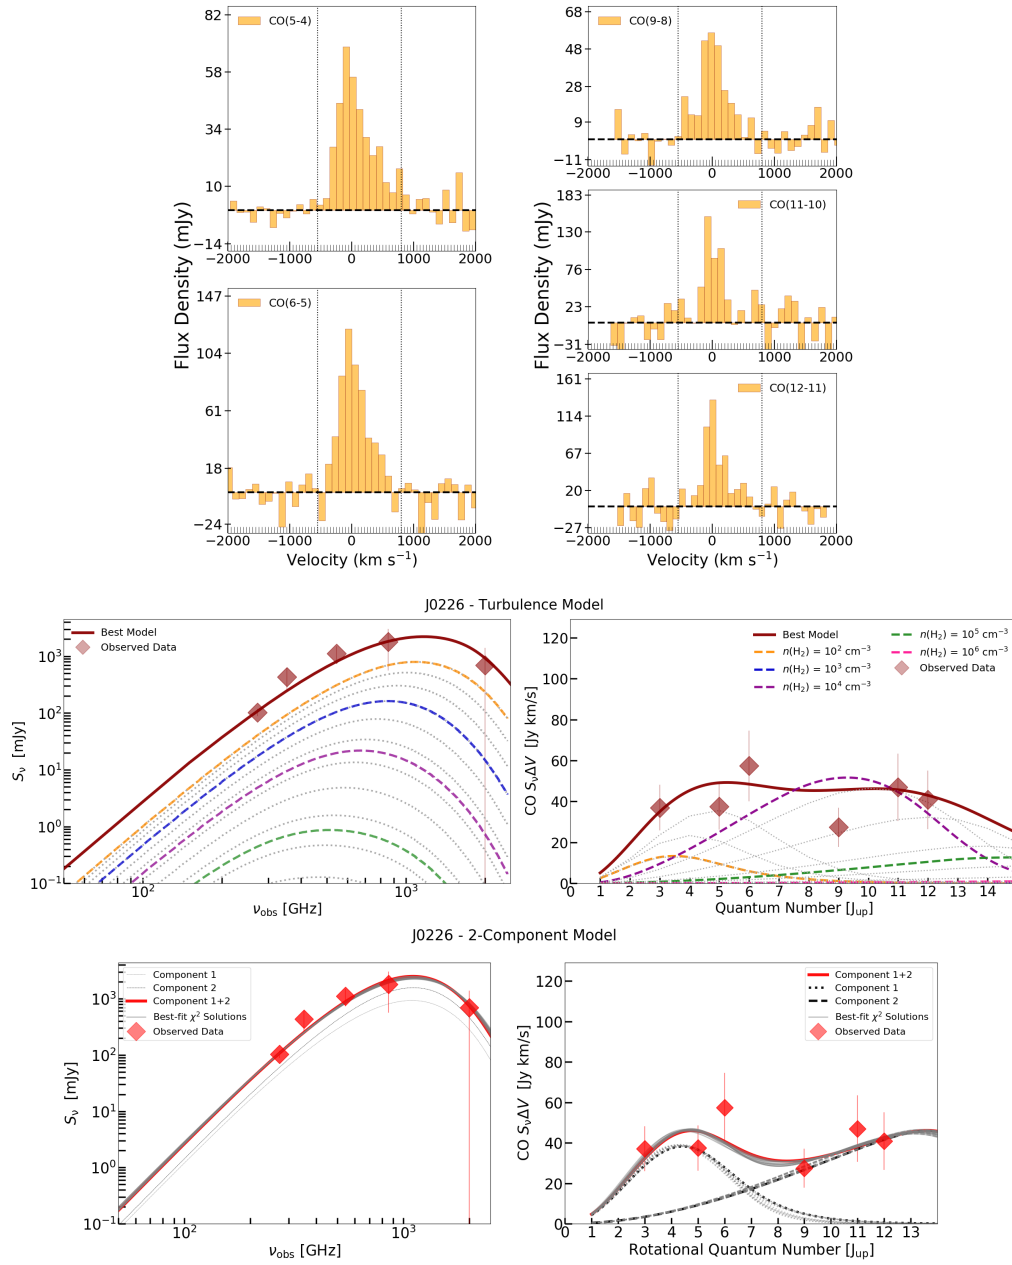 CO(5-4)
82
58
34
10
−14
−2000 −1000 0 1000 2000
CO(6-5)
147
104
61
18
−24
−2000 −1000 0 1000 2000
Velocity (km s⁻¹)
Flux Density (mJy)
CO(9-8)
68
48
29
9
−11
−2000 −1000 0 1000 2000
CO(11-10)
183
130
76
23
−31
−2000 −1000 0 1000 2000
CO(12-11)
161
114
67
20
−27
−2000 −1000 0 1000 2000
Velocity (km s⁻¹)
Flux Density (mJy)
J0226 - Turbulence Model
Best Model
Observed Data
10³
10²
10¹
10⁰
10⁻¹
10² 10³
Sν [mJy]
νobs [GHz]
Best Model
n(H₂) = 10² cm⁻³
n(H₂) = 10³ cm⁻³
n(H₂) = 10⁴ cm⁻³
n(H₂) = 10⁵ cm⁻³
n(H₂) = 10⁶ cm⁻³
Observed Data
120
100
80
60
40
20
0
0 1 2 3 4 5 6 7 8 9 10 11 12 13 14
CO SνΔV [Jy km/s]
Quantum Number [Jup]
J0226 - 2-Component Model
Component 1
Component 2
Component 1+2
Best-fit χ² Solutions
Observed Data
10³
10²
10¹
10⁰
10⁻¹
10² 10³
Sν [mJy]
νobs [GHz]
Component 1+2
Component 1
Component 2
Best-fit χ² Solutions
Observed Data
120
100
80
60
40
20
0
0 1 2 3 4 5 6 7 8 9 10 11 12 13
CO SνΔV [Jy km/s]
Rotational Quantum Number [Jup]